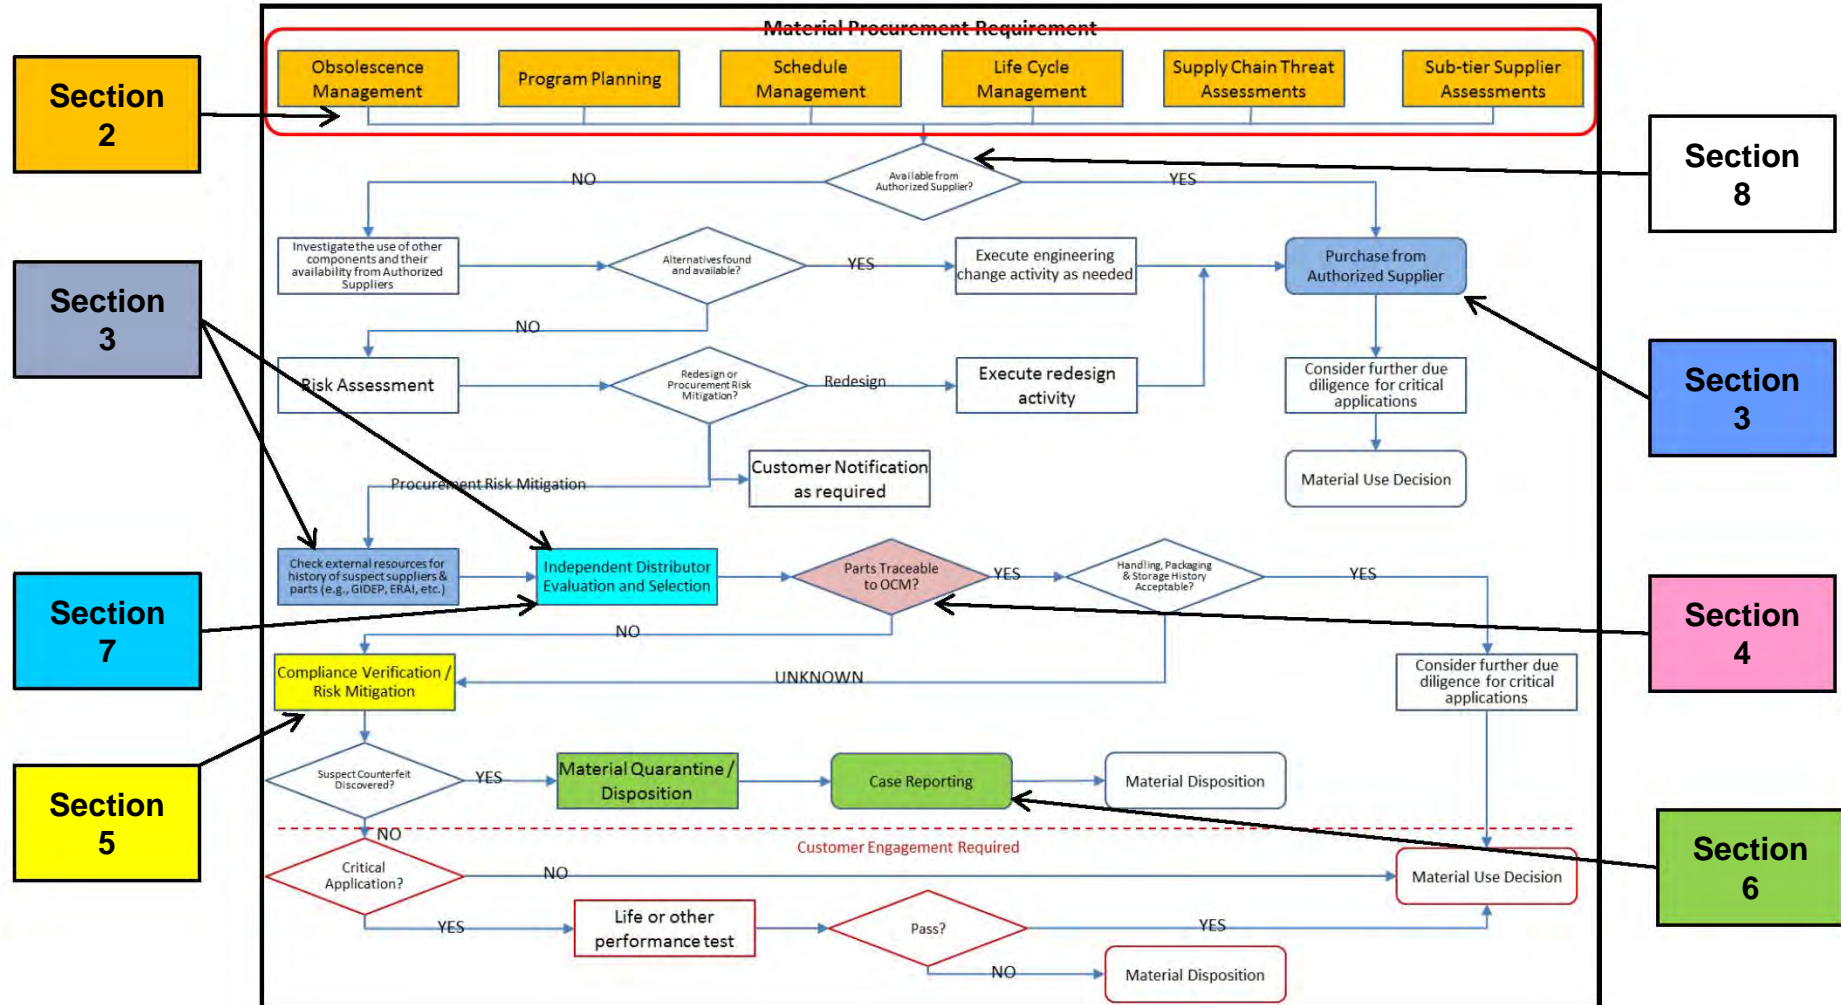 Material Procurement Requirement
Obsolescence
Management
Program Planning
Schedule
Management
Life Cycle
Management
Supply Chain Threat
Assessments
Sub-tier Supplier
Assessments
Section
2
Section
8
NO
Available from
Authorized Supplier?
YES
Investigate the use of other
components and their
availability from Authorized
Suppliers
Alternatives found
and available?
YES
Execute engineering
change activity as needed
Purchase from
Authorized Supplier
Section
3
NO
Section
3
Risk Assessment
Redesign or
Procurement Risk
Mitigation?
Redesign
Execute redesign
activity
Consider further due
diligence for critical
applications
Procurement Risk Mitigation
Customer Notification
as required
Material Use Decision
Check external resources for
history of suspect suppliers &
parts (e.g., GIDEP, ERAI, etc.)
Independent Distributor
Evaluation and Selection
Parts Traceable
to OCM?
YES
Handling, Packaging
& Storage History
Acceptable?
YES
Section
7
Section
4
NO
Compliance Verification /
Risk Mitigation
UNKNOWN
Consider further due
diligence for critical
applications
Section
5
Suspect Counterfeit
Discovered?
YES
Material Quarantine /
Disposition
Case Reporting
Material Disposition
NO
Customer Engagement Required
Section
6
Critical
Application?
NO
Material Use Decision
YES
Life or other
performance test
Pass?
YES
NO
Material Disposition